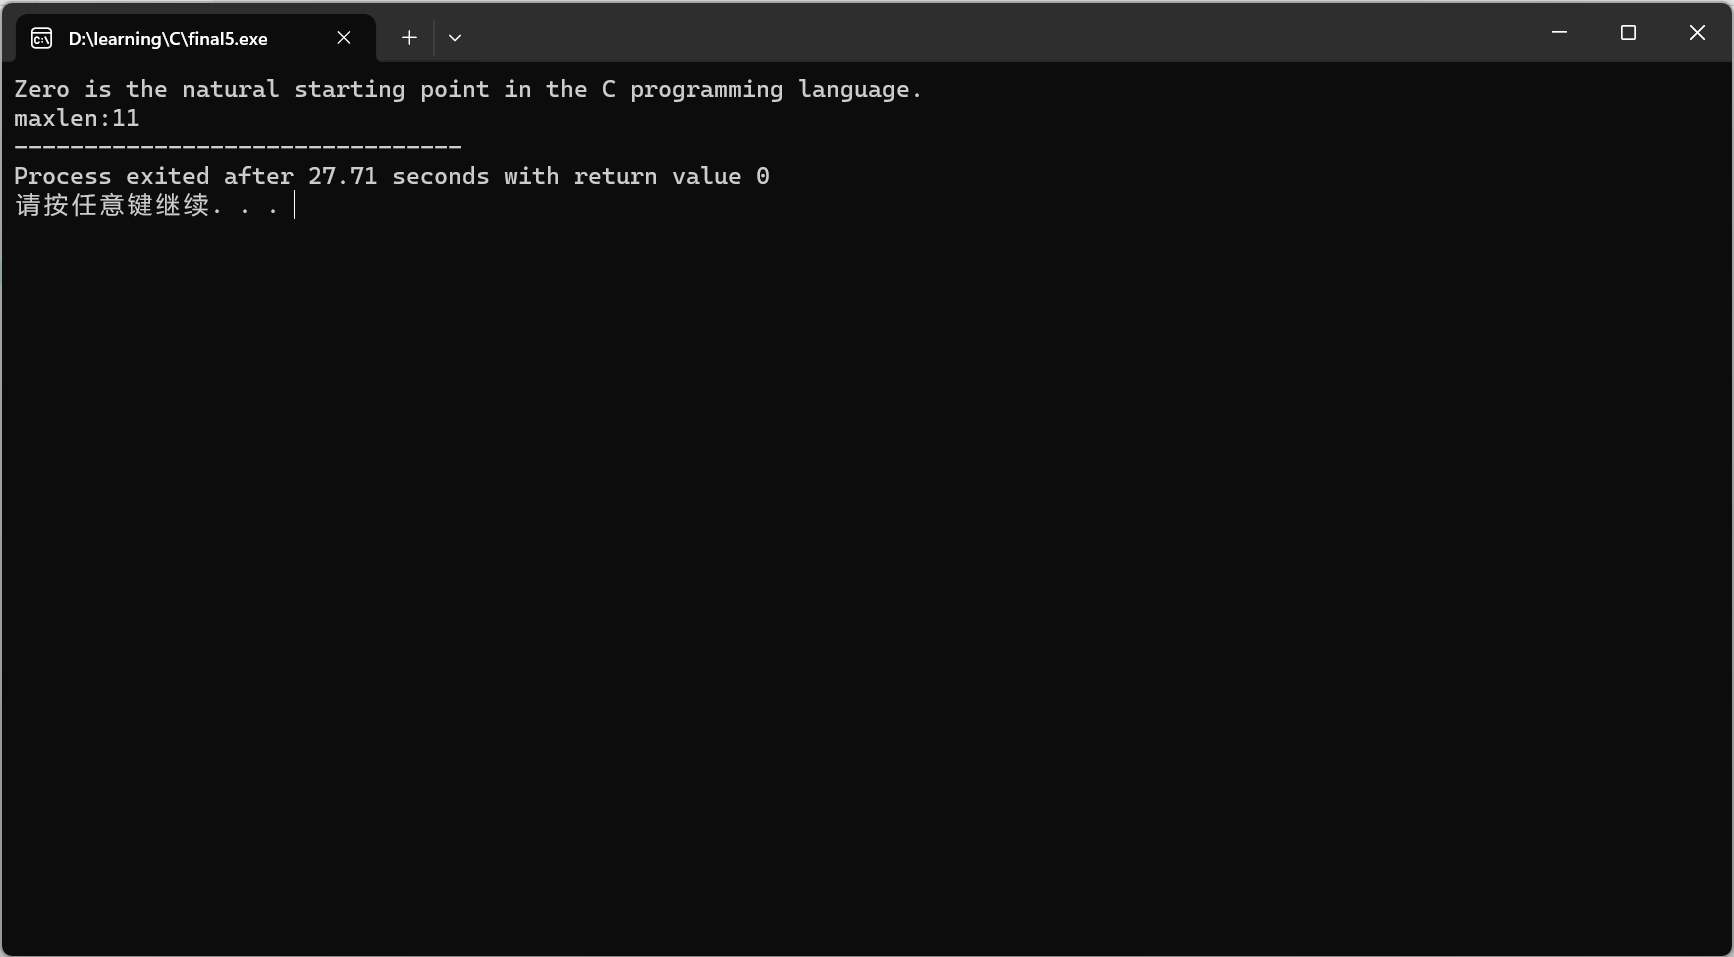 D:\learning\C\final5.exe
Zero is the natural starting point in the C programming language.
maxlen:11
--------------------------------
Process exited after 27.71 seconds with return value 0
请按任意键继续. . .